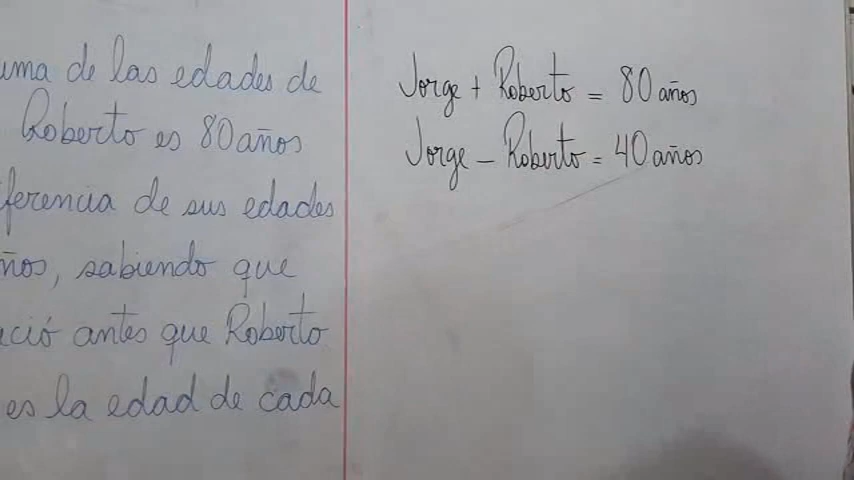 uma de las edades de
Roberto es 80 años
ferencia de sus edades
ños, sabiendo que
ció antes que Roberto
es la edad de cada
Jorge + Roberto = 80 años
Jorge - Roberto = 40 años